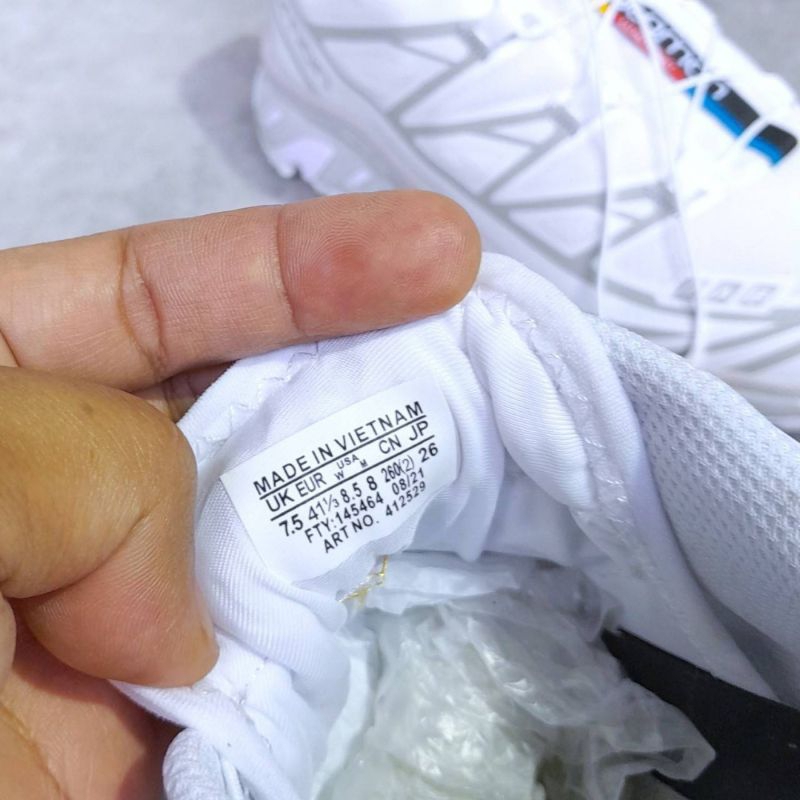 MADE IN VIETNAM
UK EUR USA W M CN JP
7.5 41⅓ 8.5 8 260(2) 26
FTY:145464 08/21
ART NO. 412529